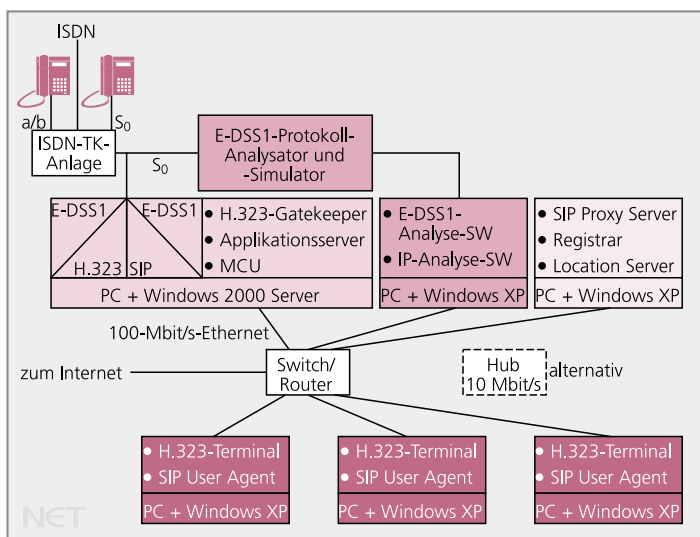 ISDN
a/b
S0
ISDN-TK-
Anlage
S0
E-DSS1-Protokoll-
Analysator und
-Simulator
E-DSS1
E-DSS1
H.323
SIP
• H.323-Gatekeeper
• Applikationsserver
• MCU
PC + Windows 2000 Server
• E-DSS1-
Analyse-SW
• IP-Analyse-SW
PC + Windows XP
• SIP Proxy Server
• Registrar
• Location Server
PC + Windows XP
100-Mbit/s-Ethernet
zum Internet
Switch/
Router
Hub
10 Mbit/s
alternativ
• H.323-Terminal
• SIP User Agent
PC + Windows XP
• H.323-Terminal
• SIP User Agent
PC + Windows XP
• H.323-Terminal
• SIP User Agent
PC + Windows XP
NET